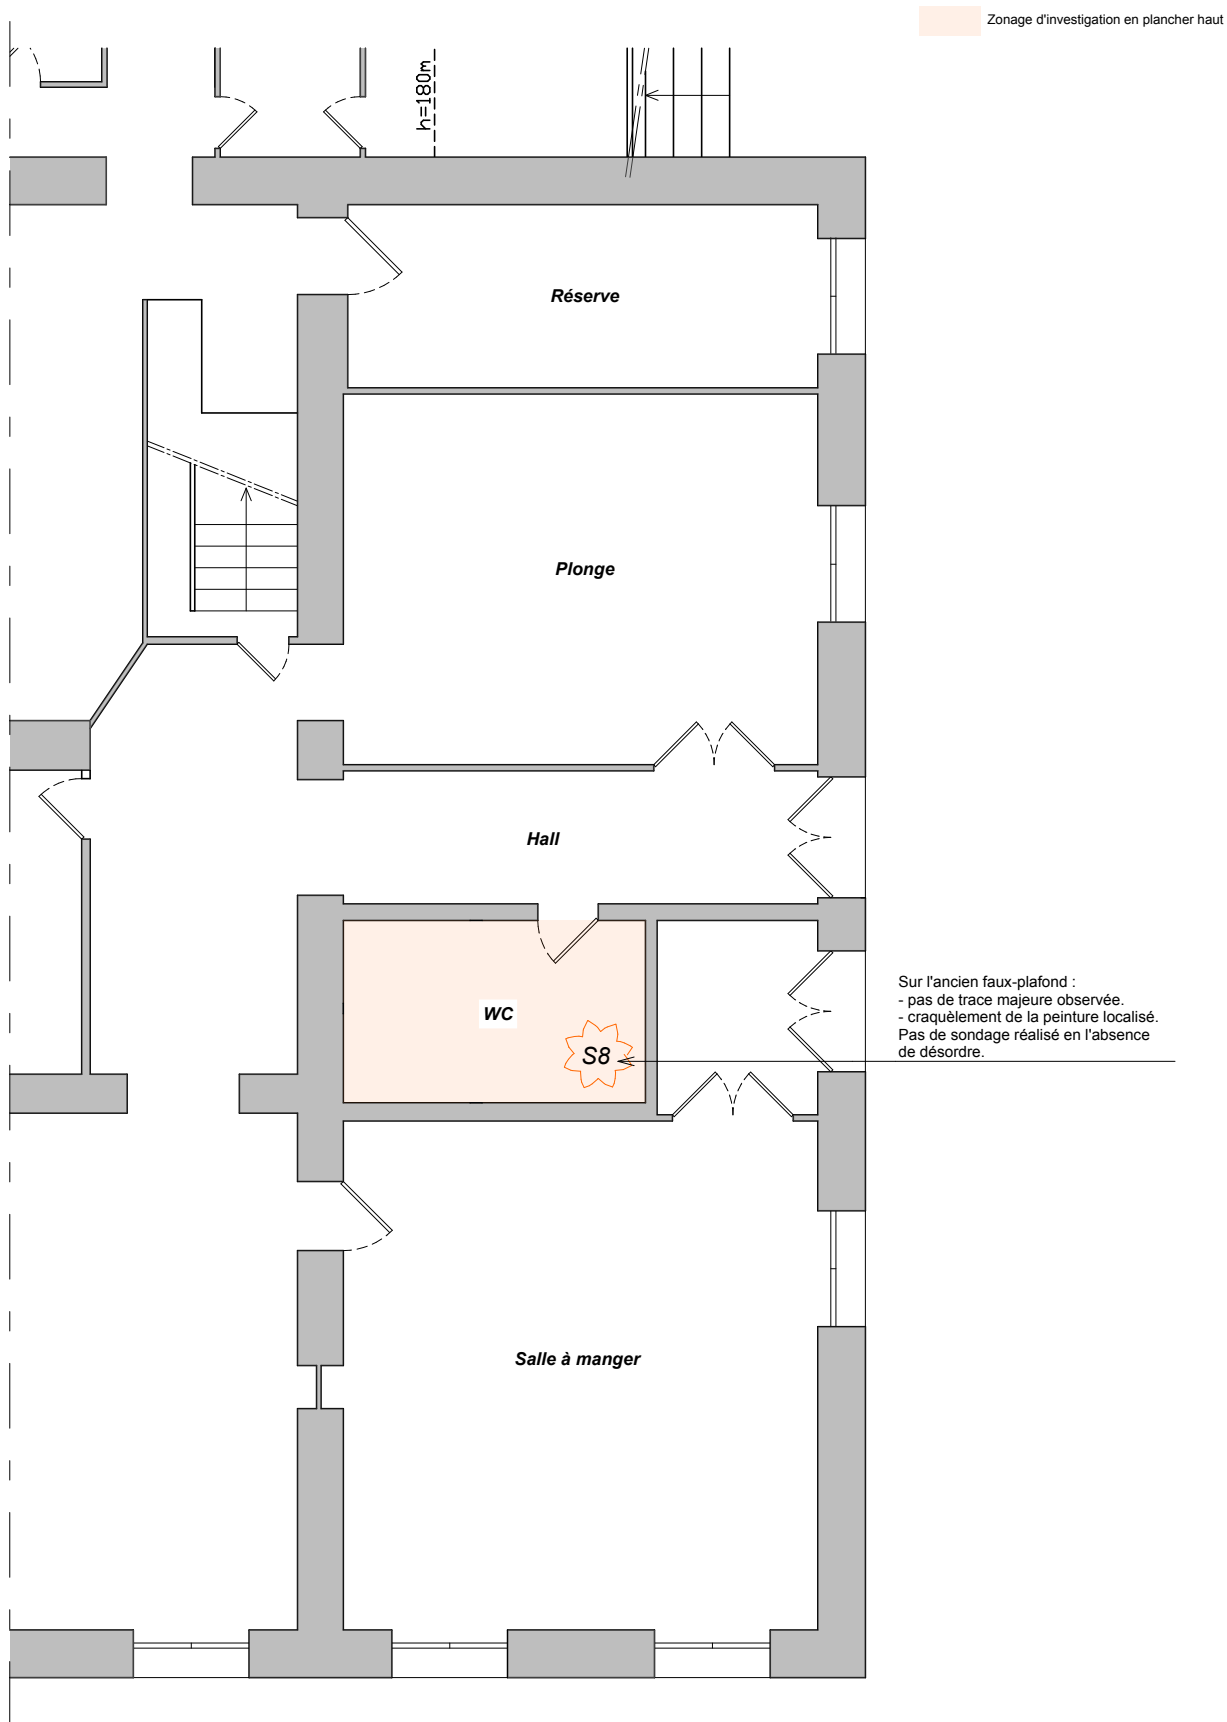 Zonage d'investigation en plancher haut
h=180m
Réserve
Plonge
Hall
WC
S8
Sur l'ancien faux-plafond :
- pas de trace majeure observée.
- craquèlement de la peinture localisé.
Pas de sondage réalisé en l'absence
de désordre.
Salle à manger